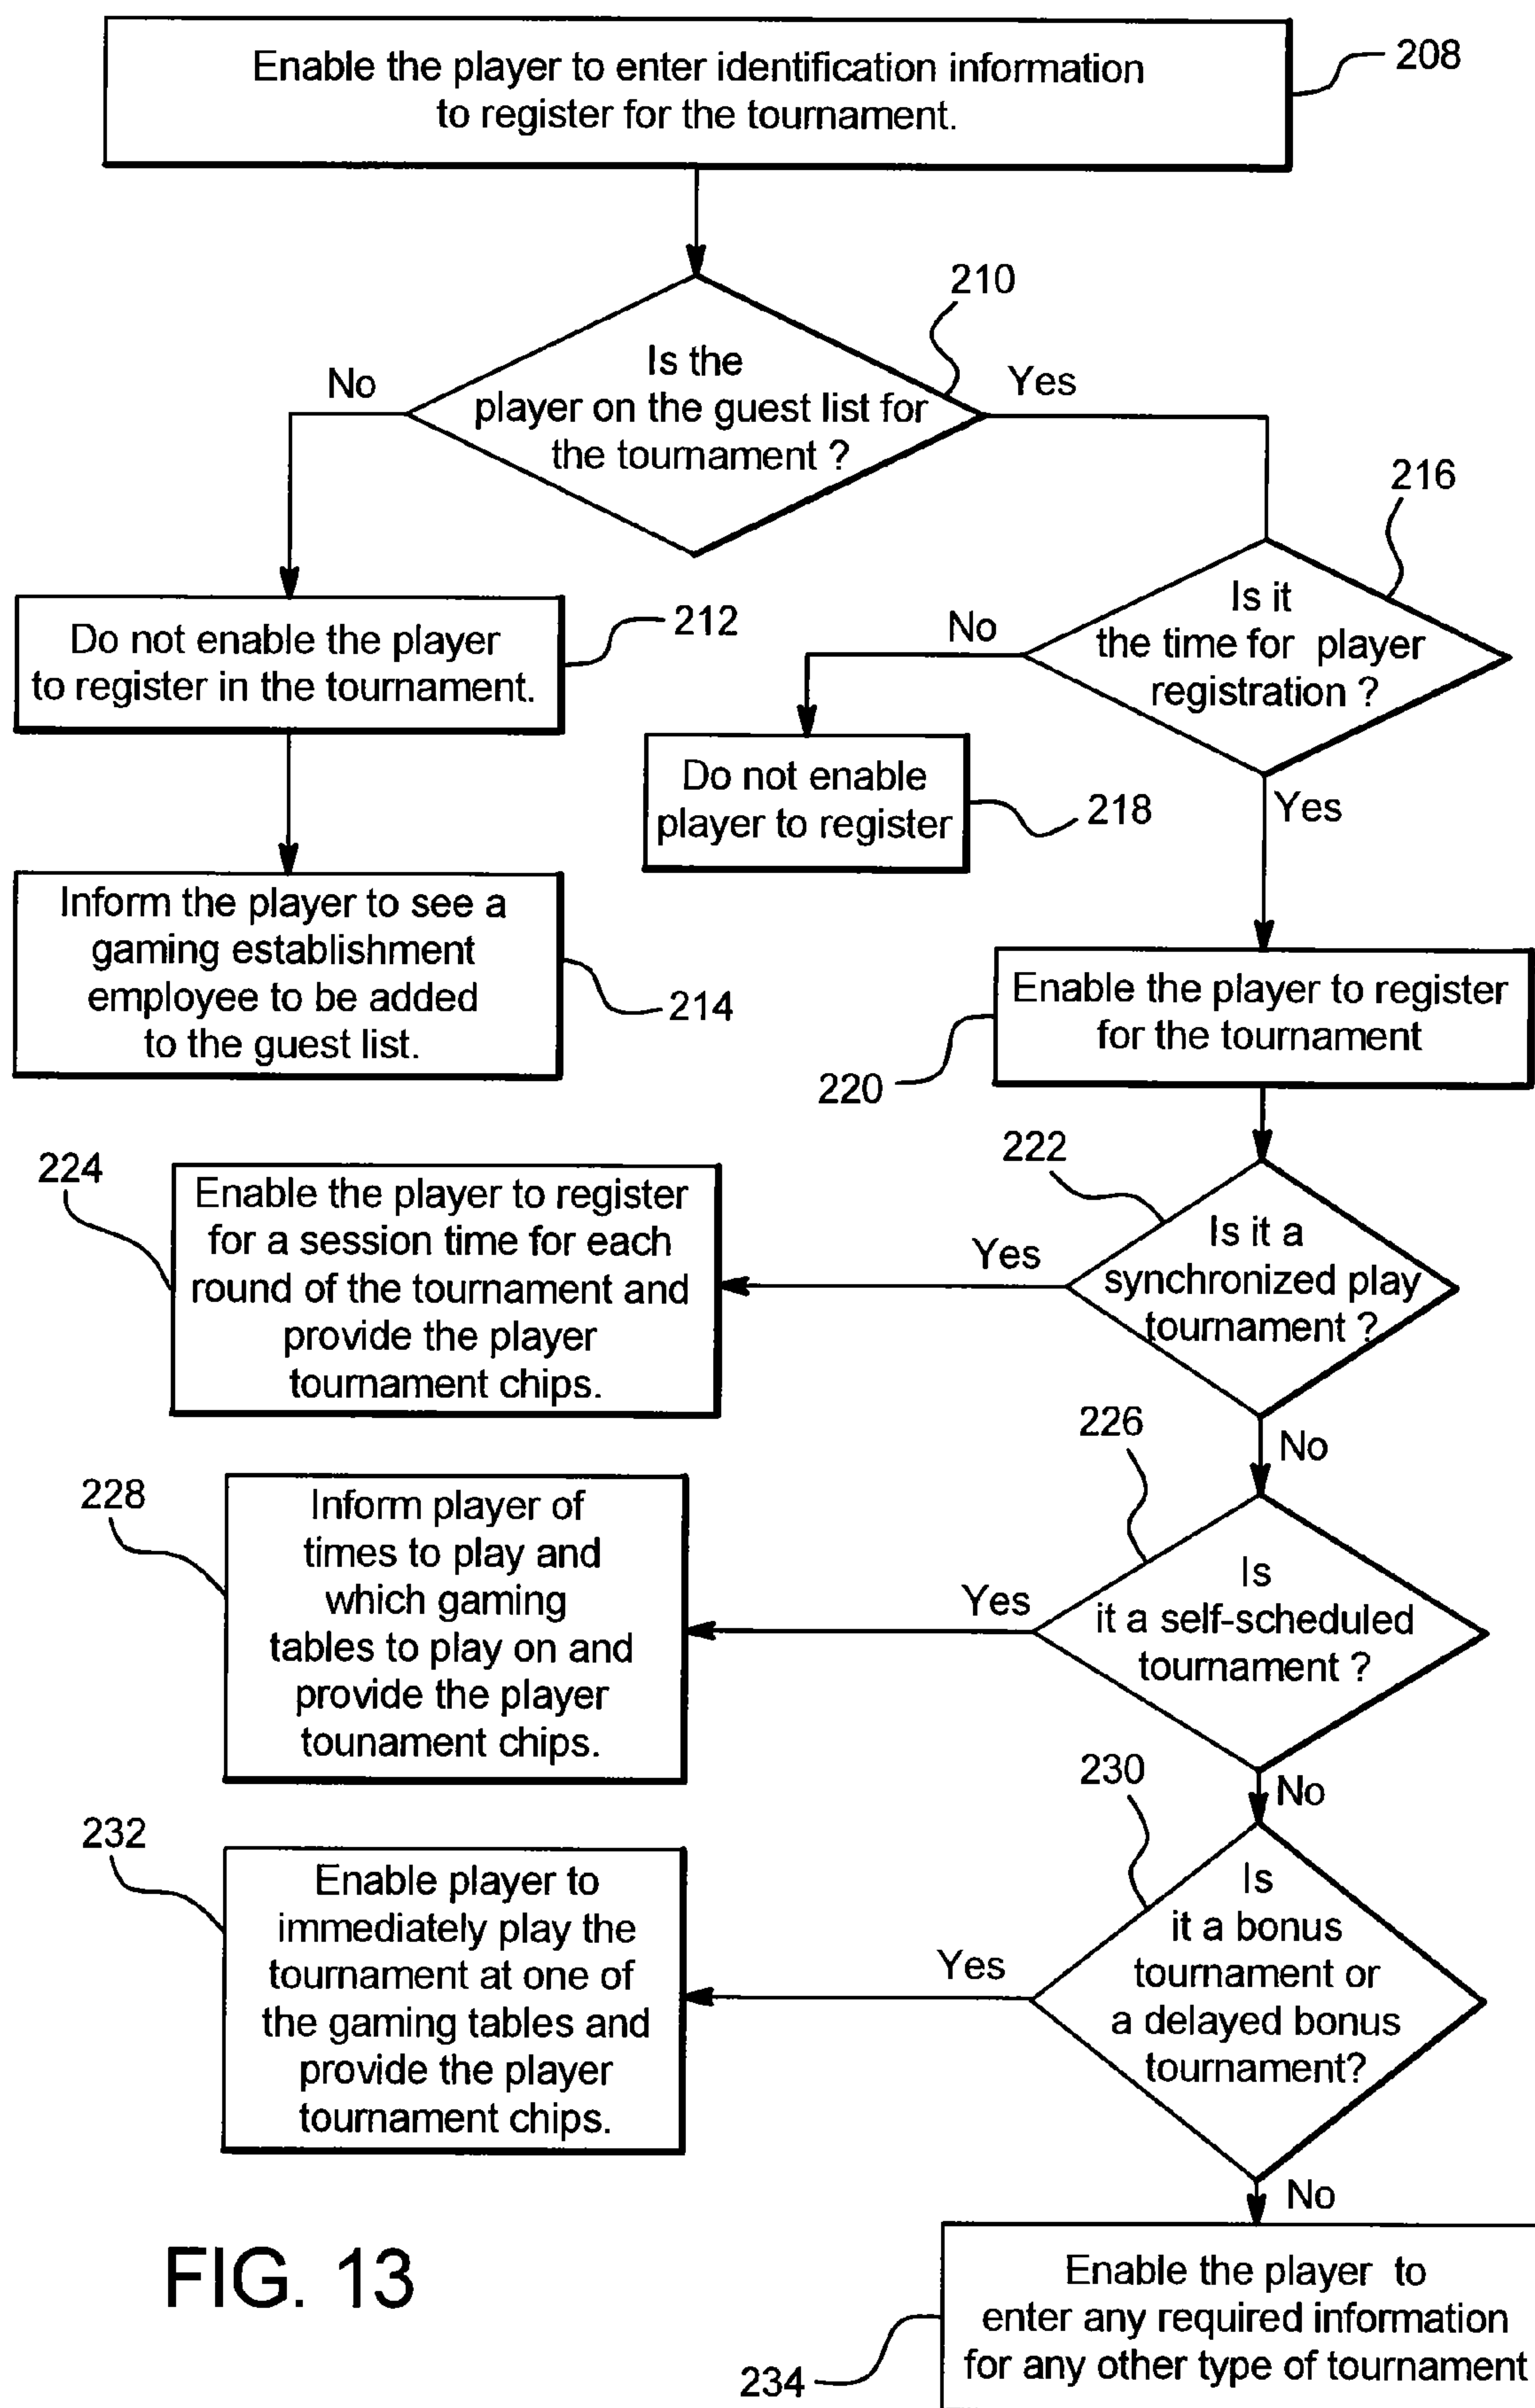 Enable the player to enter identification information
to register for the tournament.
208
210
Is the
player on the guest list for
the tournament ?
No
Yes
216
Is it
the time for player
registration ?
No
Yes
212
Do not enable the player
to register in the tournament.
Do not enable
player to register
218
Inform the player to see a
gaming establishment
employee to be added
to the guest list.
214
Enable the player to register
for the tournament
220
222
Is it a
synchronized play
tournament ?
Yes
No
224
Enable the player to register
for a session time for each
round of the tournament and
provide the player
tournament chips.
226
Is
it a self-scheduled
tournament ?
Yes
No
228
Inform player of
times to play and
which gaming
tables to play on and
provide the player
tounament chips.
230
Is
it a bonus
tournament or
a delayed bonus
tournament?
Yes
No
232
Enable player to
immediately play the
tournament at one of
the gaming tables and
provide the player
tournament chips.
Enable the player to
enter any required information
for any other type of tournament
234
FIG. 13